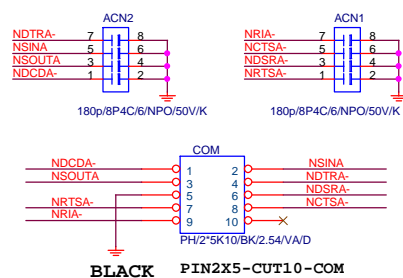 ACN2
NDTRA- 7 8
NSINA 5 6
NSOUTA 3 4
NDCDA- 1 2
180p/8P4C/6/NPO/50V/K
ACN1
NRIA- 7 8
NCTSA- 5 6
NDSRA- 3 4
NRTSA- 1 2
180p/8P4C/6/NPO/50V/K
COM
NDCDA- 1 2 NSINA
NSOUTA 3 4 NDTRA-
5 6 NDSRA-
NRTSA- 7 8 NCTSA-
NRIA- 9 10
PH/2*5K10/BK/2.54/VA/D
BLACK PIN2X5-CUT10-COM